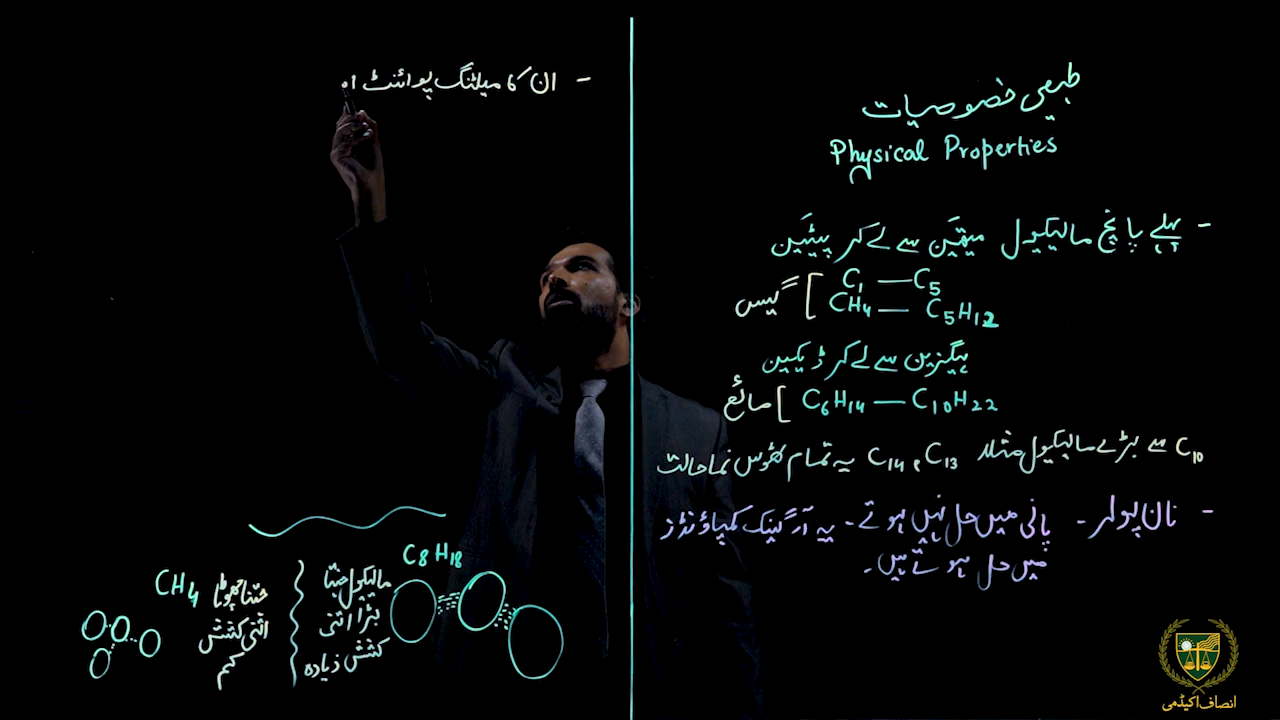 طبعی خصوصیات
Physical Properties
- پہلے پانچ مالیکیول میتھین سے لے کر پینٹین
C₁ — C₅
CH₄ — C₅H₁₂ ] گیس
ہیگزین سے لے کر ڈیکین
C₆H₁₄ — C₁₀H₂₂ ] مائع
C₁₀ سے بڑے مالیکیول مثلاً C₁₃ , C₁₄ یہ تمام ٹھوس نما حالت
- نان پولر - پانی میں حل نہیں ہوتے - یہ آرگینک کمپاؤنڈز
میں حل ہوتے ہیں -
- ان کا میلٹنگ پوائنٹ او
C₈H₁₈
مالیکیول جتنا
بڑا اتنی
کشش زیادہ
CH₄
جتنا چھوٹا
اتنی کشش
کم
انصاف اکیڈمی